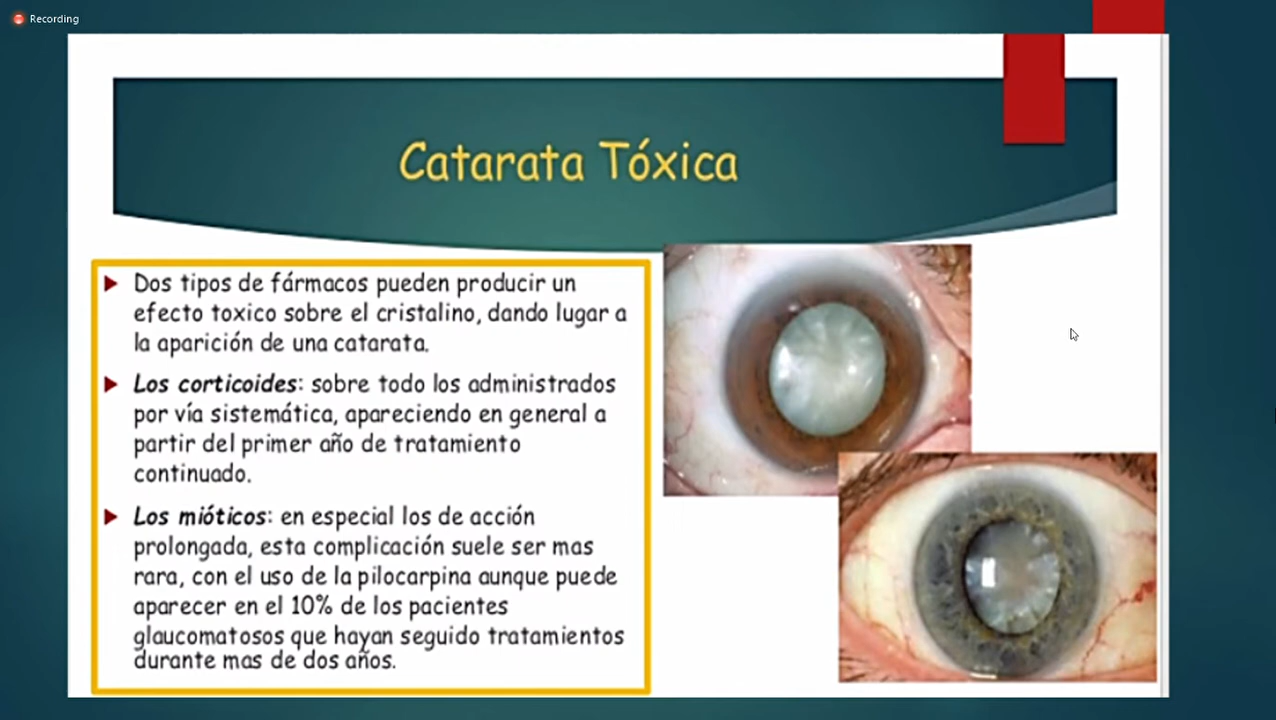 Recording
Catarata Tóxica
Dos tipos de fármacos pueden producir un
efecto toxico sobre el cristalino, dando lugar a
la aparición de una catarata.
Los corticoides: sobre todo los administrados
por vía sistemática, apareciendo en general a
partir del primer año de tratamiento
continuado.
Los mióticos: en especial los de acción
prolongada, esta complicación suele ser mas
rara, con el uso de la pilocarpina aunque puede
aparecer en el 10% de los pacientes
glaucomatosos que hayan seguido tratamientos
durante mas de dos años.